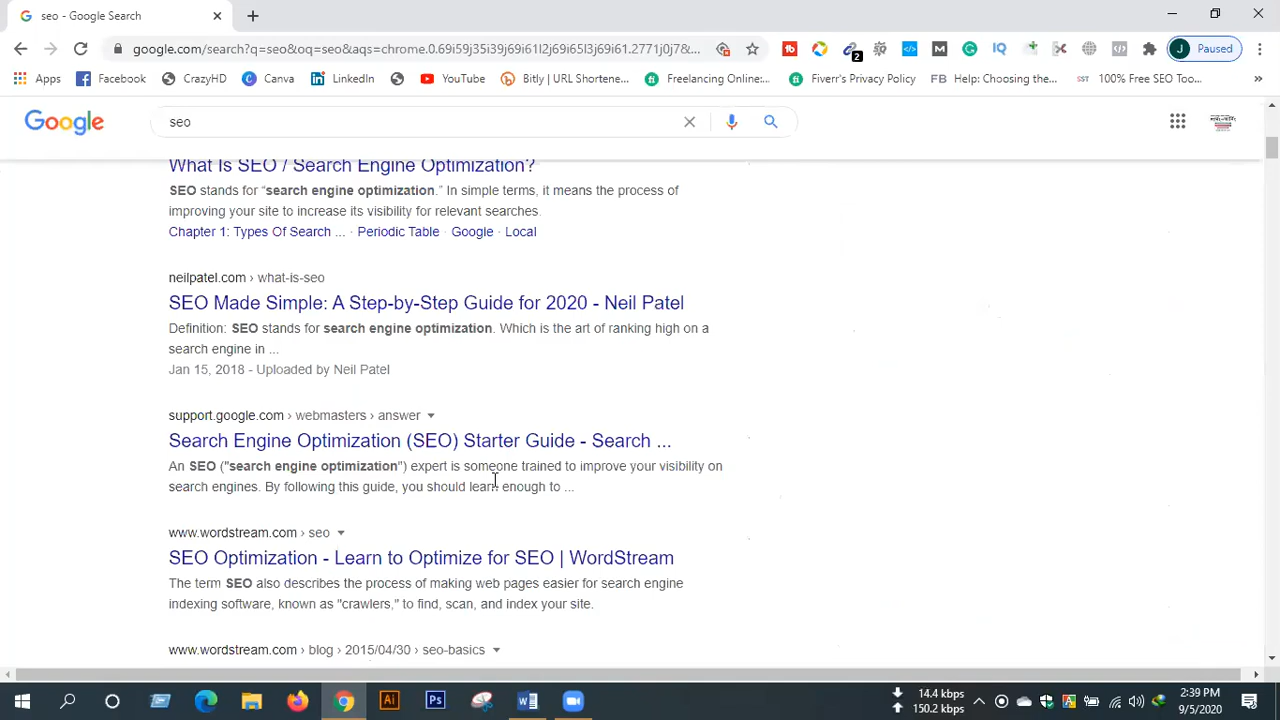 seo - Google Search
google.com/search?q=seo&oq=seo&aqs=chrome.0.69i59j35i39j69i61l2j69i65l3j69i61.2771j0j7&...
J Paused
2
Apps Facebook CrazyHD Canva LinkedIn YouTube Bitly | URL Shortene... Freelancing Online:... Fiverr's Privacy Policy FB Help: Choosing the... SST 100% Free SEO Too... »
Google seo
What Is SEO / Search Engine Optimization?
SEO stands for “search engine optimization.” In simple terms, it means the process of
improving your site to increase its visibility for relevant searches.
Chapter 1: Types Of Search ... · Periodic Table · Google · Local
neilpatel.com › what-is-seo
SEO Made Simple: A Step-by-Step Guide for 2020 - Neil Patel
Definition: SEO stands for search engine optimization. Which is the art of ranking high on a
search engine in ...
Jan 15, 2018 - Uploaded by Neil Patel
support.google.com › webmasters › answer
Search Engine Optimization (SEO) Starter Guide - Search ...
An SEO ("search engine optimization") expert is someone trained to improve your visibility on
search engines. By following this guide, you should learn enough to ...
www.wordstream.com › seo
SEO Optimization - Learn to Optimize for SEO | WordStream
The term SEO also describes the process of making web pages easier for search engine
indexing software, known as "crawlers," to find, scan, and index your site.
www.wordstream.com › blog › 2015/04/30 › seo-basics
Ai Ps 14.4 kbps 2:39 PM
150.2 kbps 9/5/2020